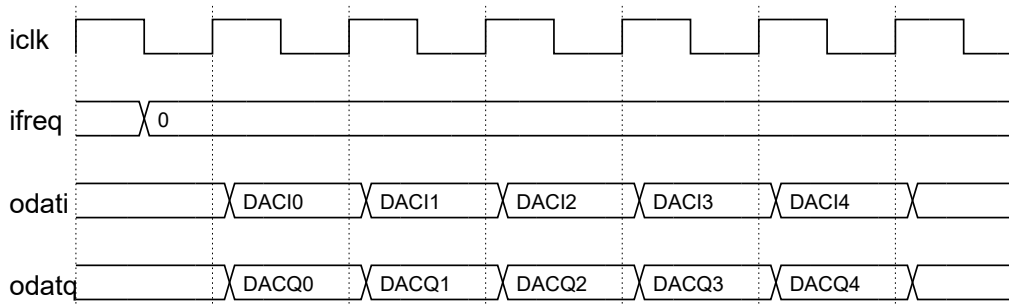 iclk
ifreq 0
odati DACI0 DACI1 DACI2 DACI3 DACI4
odatq DACQ0 DACQ1 DACQ2 DACQ3 DACQ4